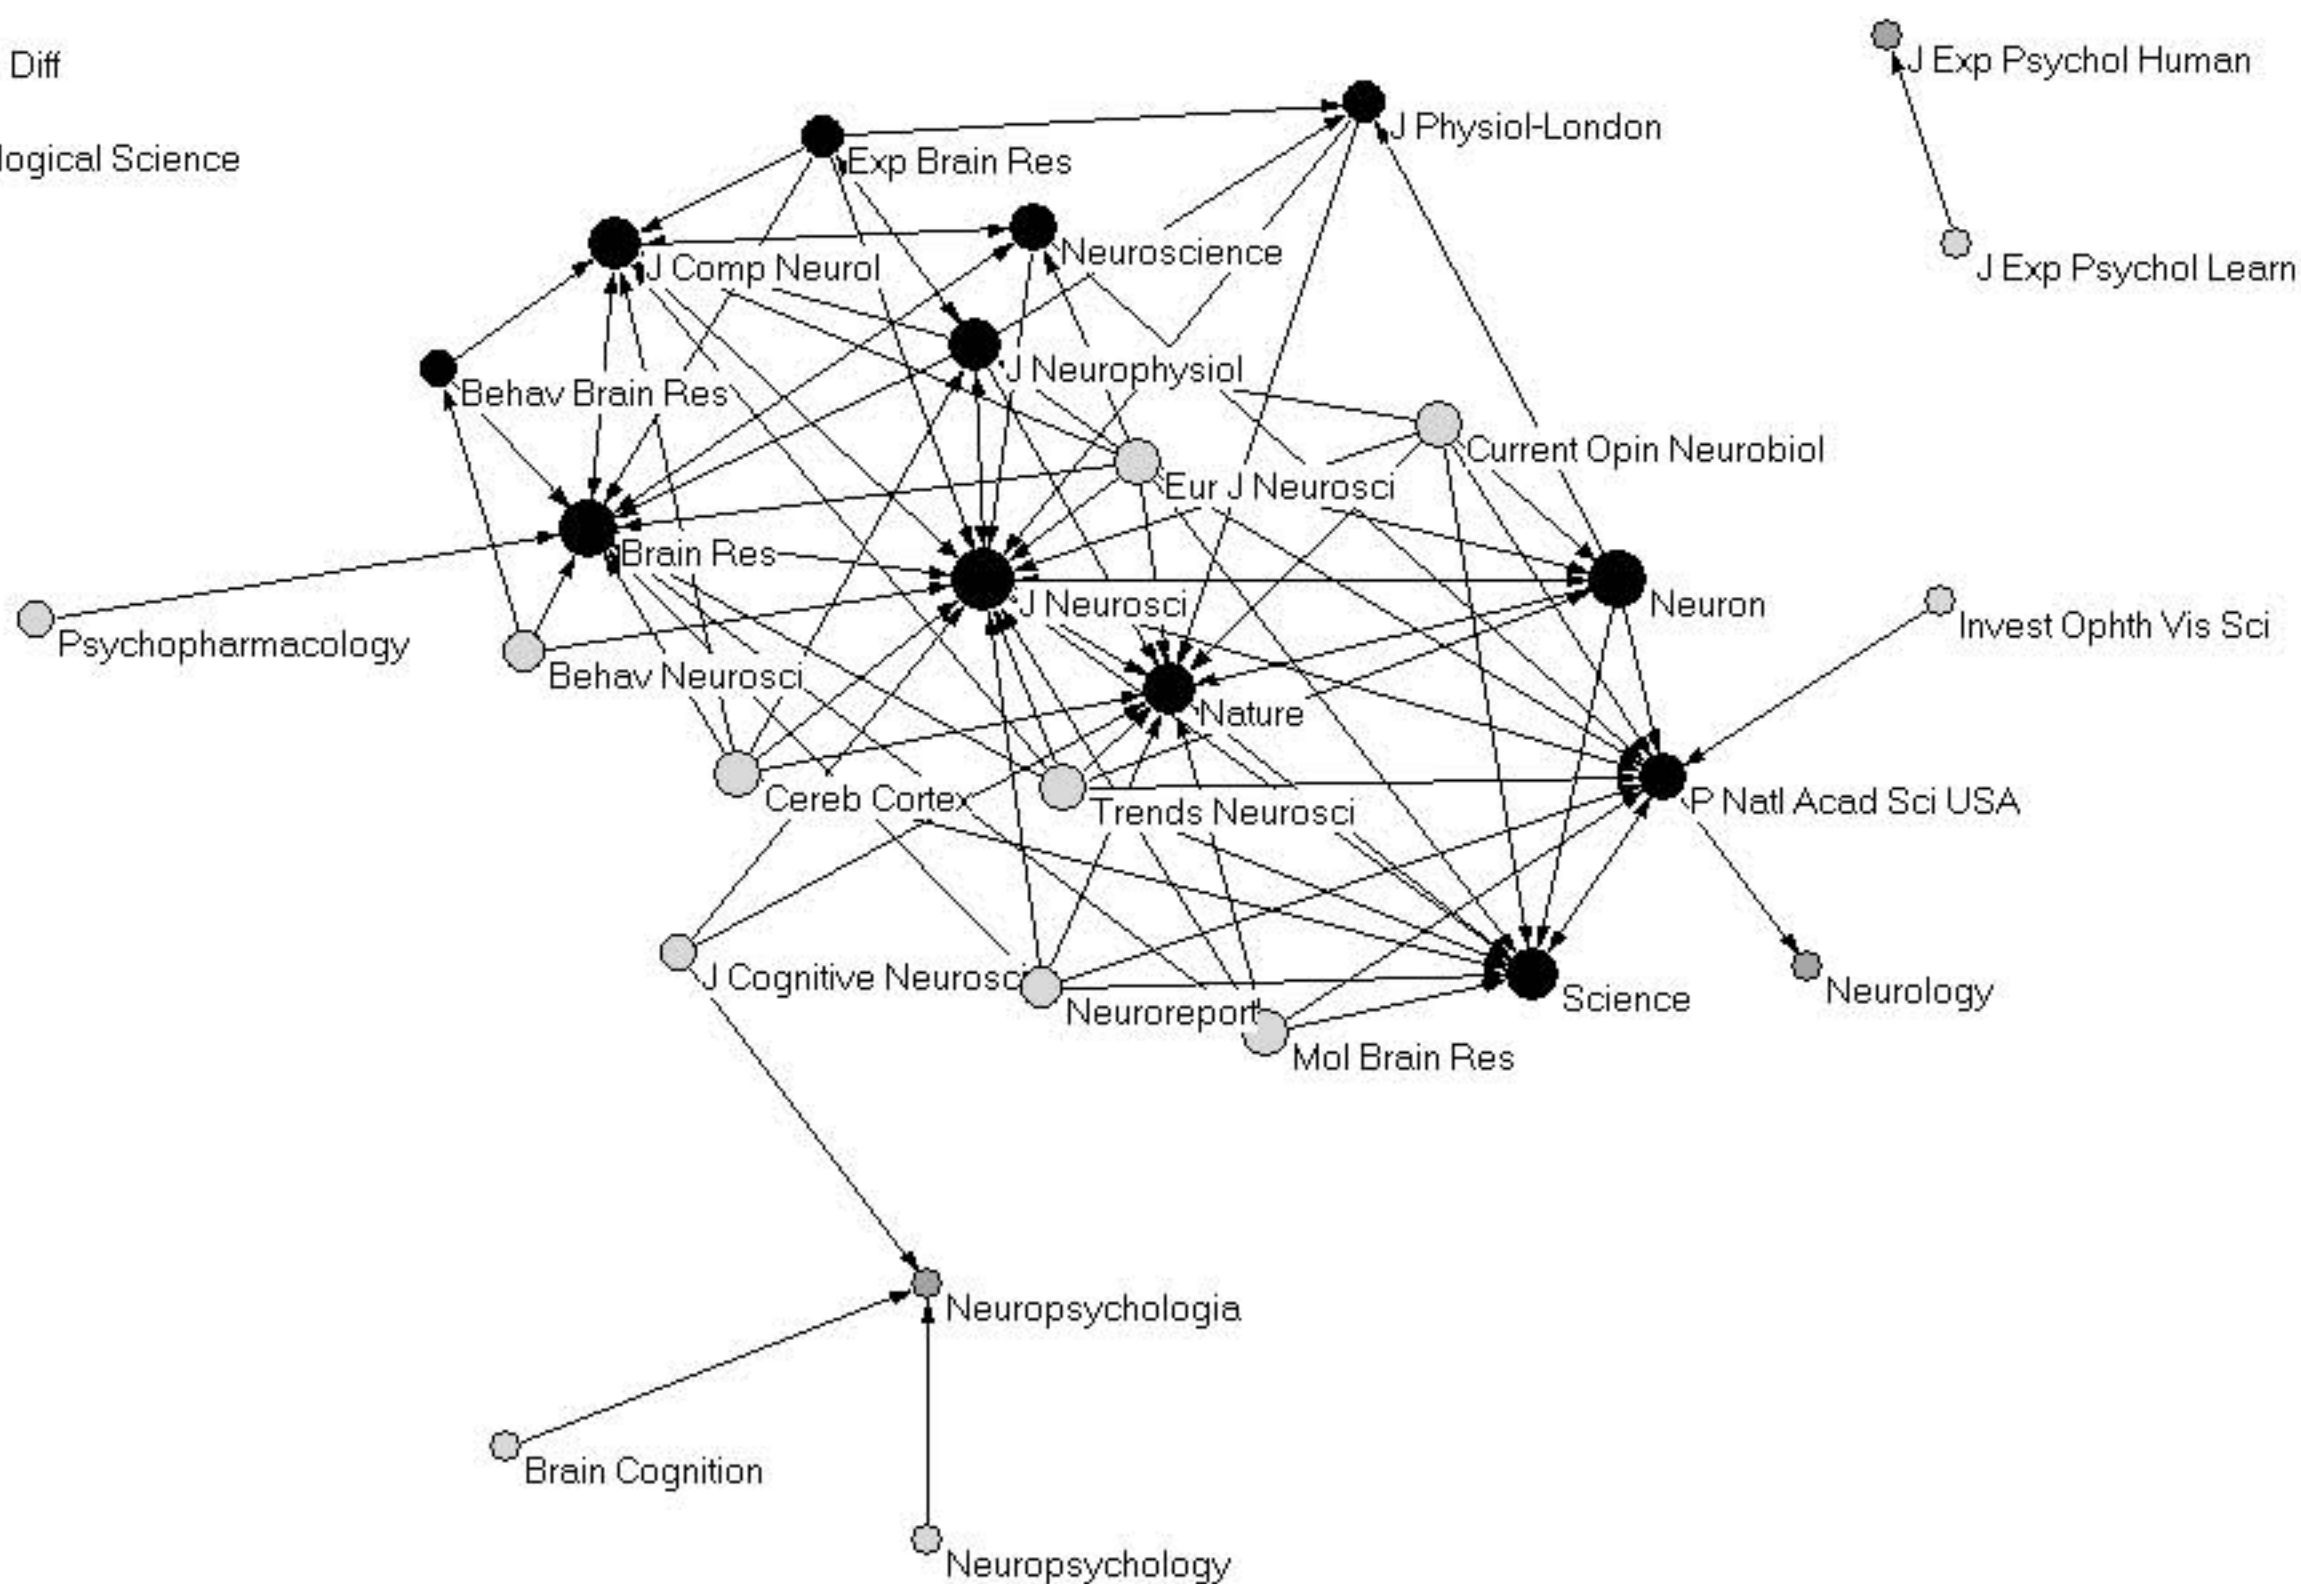 J Exp Psychol Human
Diff
J Physiol-London
logical Science
Exp Brain Res
Neuroscience
J Comp Neurol
J Exp Psychol Learn
J Neurophysiol
Behav Brain Res
Current Opin Neurobiol
Eur J Neurosci
Brain Res
J Neurosci
Neuron
Invest Ophth Vis Sci
Psychopharmacology
Behav Neurosci
Nature
Cereb Cortex
P Natl Acad Sci USA
Trends Neurosci
J Cognitive Neurosci
Neurology
Science
Neuroreport
Mol Brain Res
Neuropsychologia
Brain Cognition
Neuropsychology